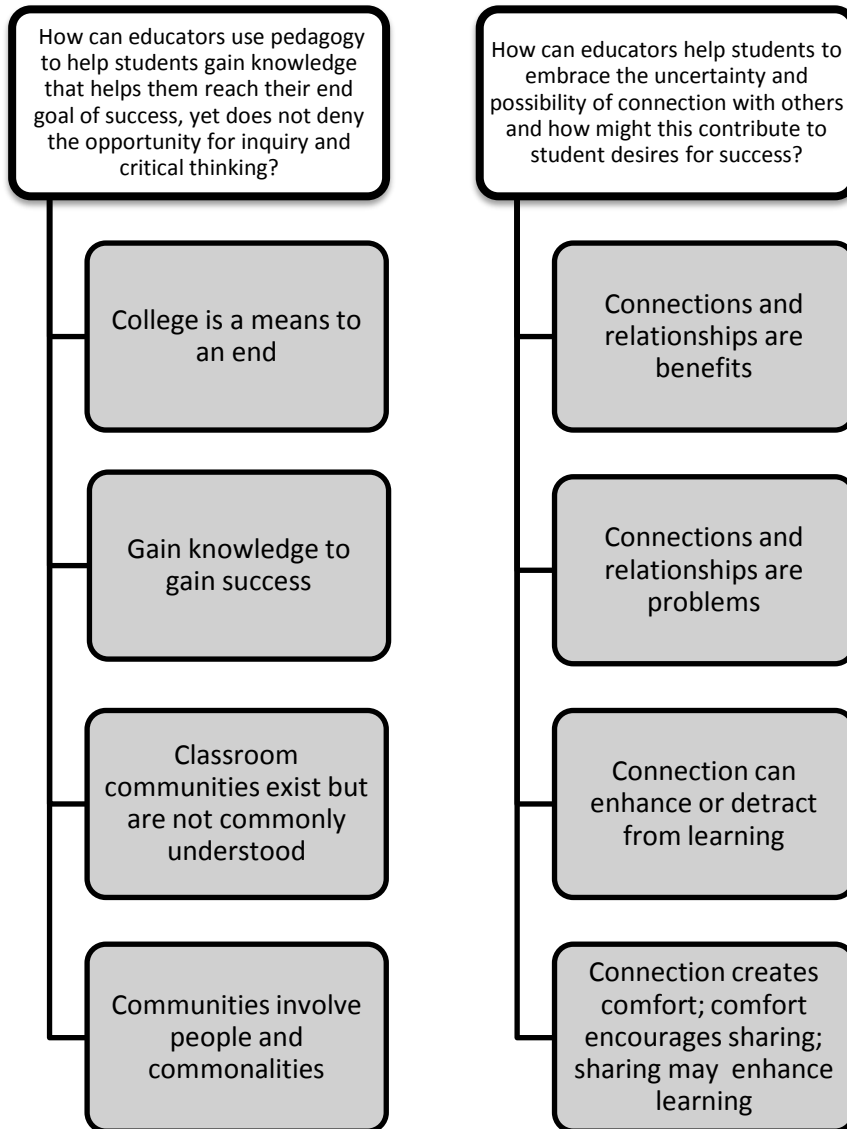 How can educators use pedagogy
to help students gain knowledge
that helps them reach their end
goal of success, yet does not deny
the opportunity for inquiry and
critical thinking?
College is a means to
an end
Gain knowledge to
gain success
Classroom
communities exist but
are not commonly
understood
Communities involve
people and
commonalities
How can educators help students to
embrace the uncertainty and
possibility of connection with others
and how might this contribute to
student desires for success?
Connections and
relationships are
benefits
Connections and
relationships are
problems
Connection can
enhance or detract
from learning
Connection creates
comfort; comfort
encourages sharing;
sharing may enhance
learning